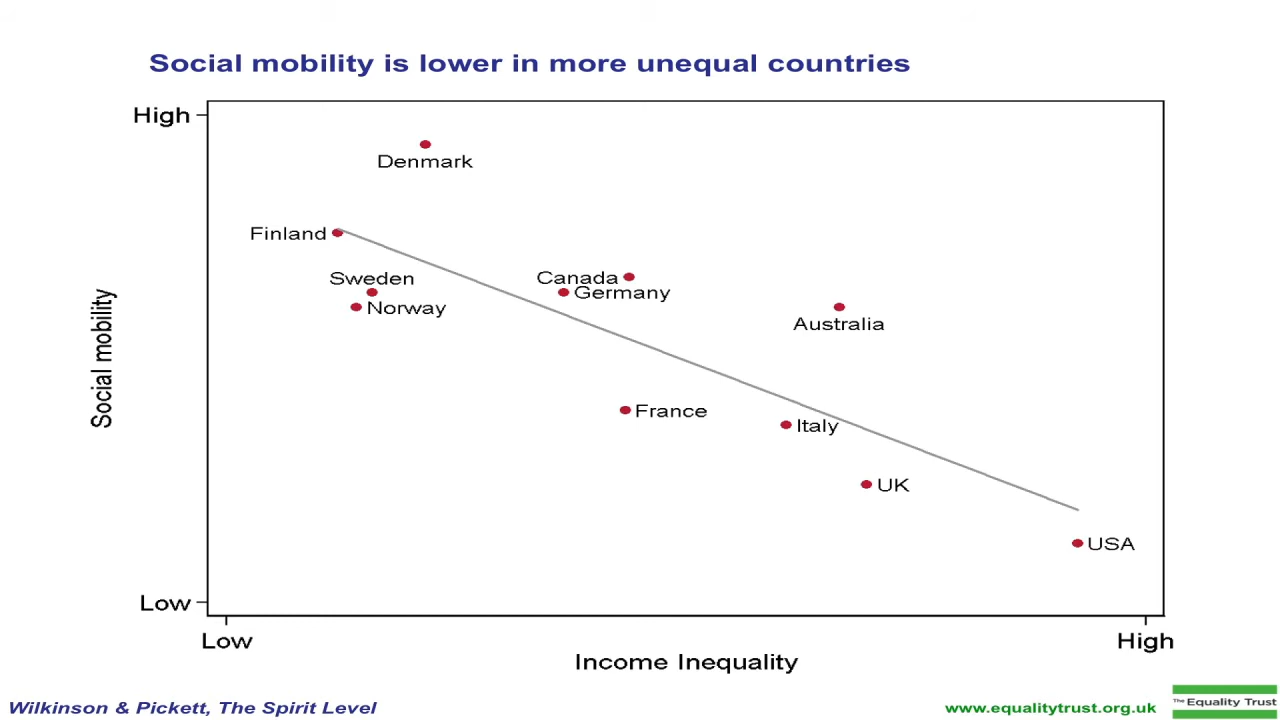 Social mobility is lower in more unequal countries
High
Denmark
Finland
Sweden
Canada
Germany
Norway
Australia
Social mobility
France
Italy
UK
USA
Low
Low
High
Income Inequality
Wilkinson & Pickett, The Spirit Level
www.equalitytrust.org.uk
The Equality Trust